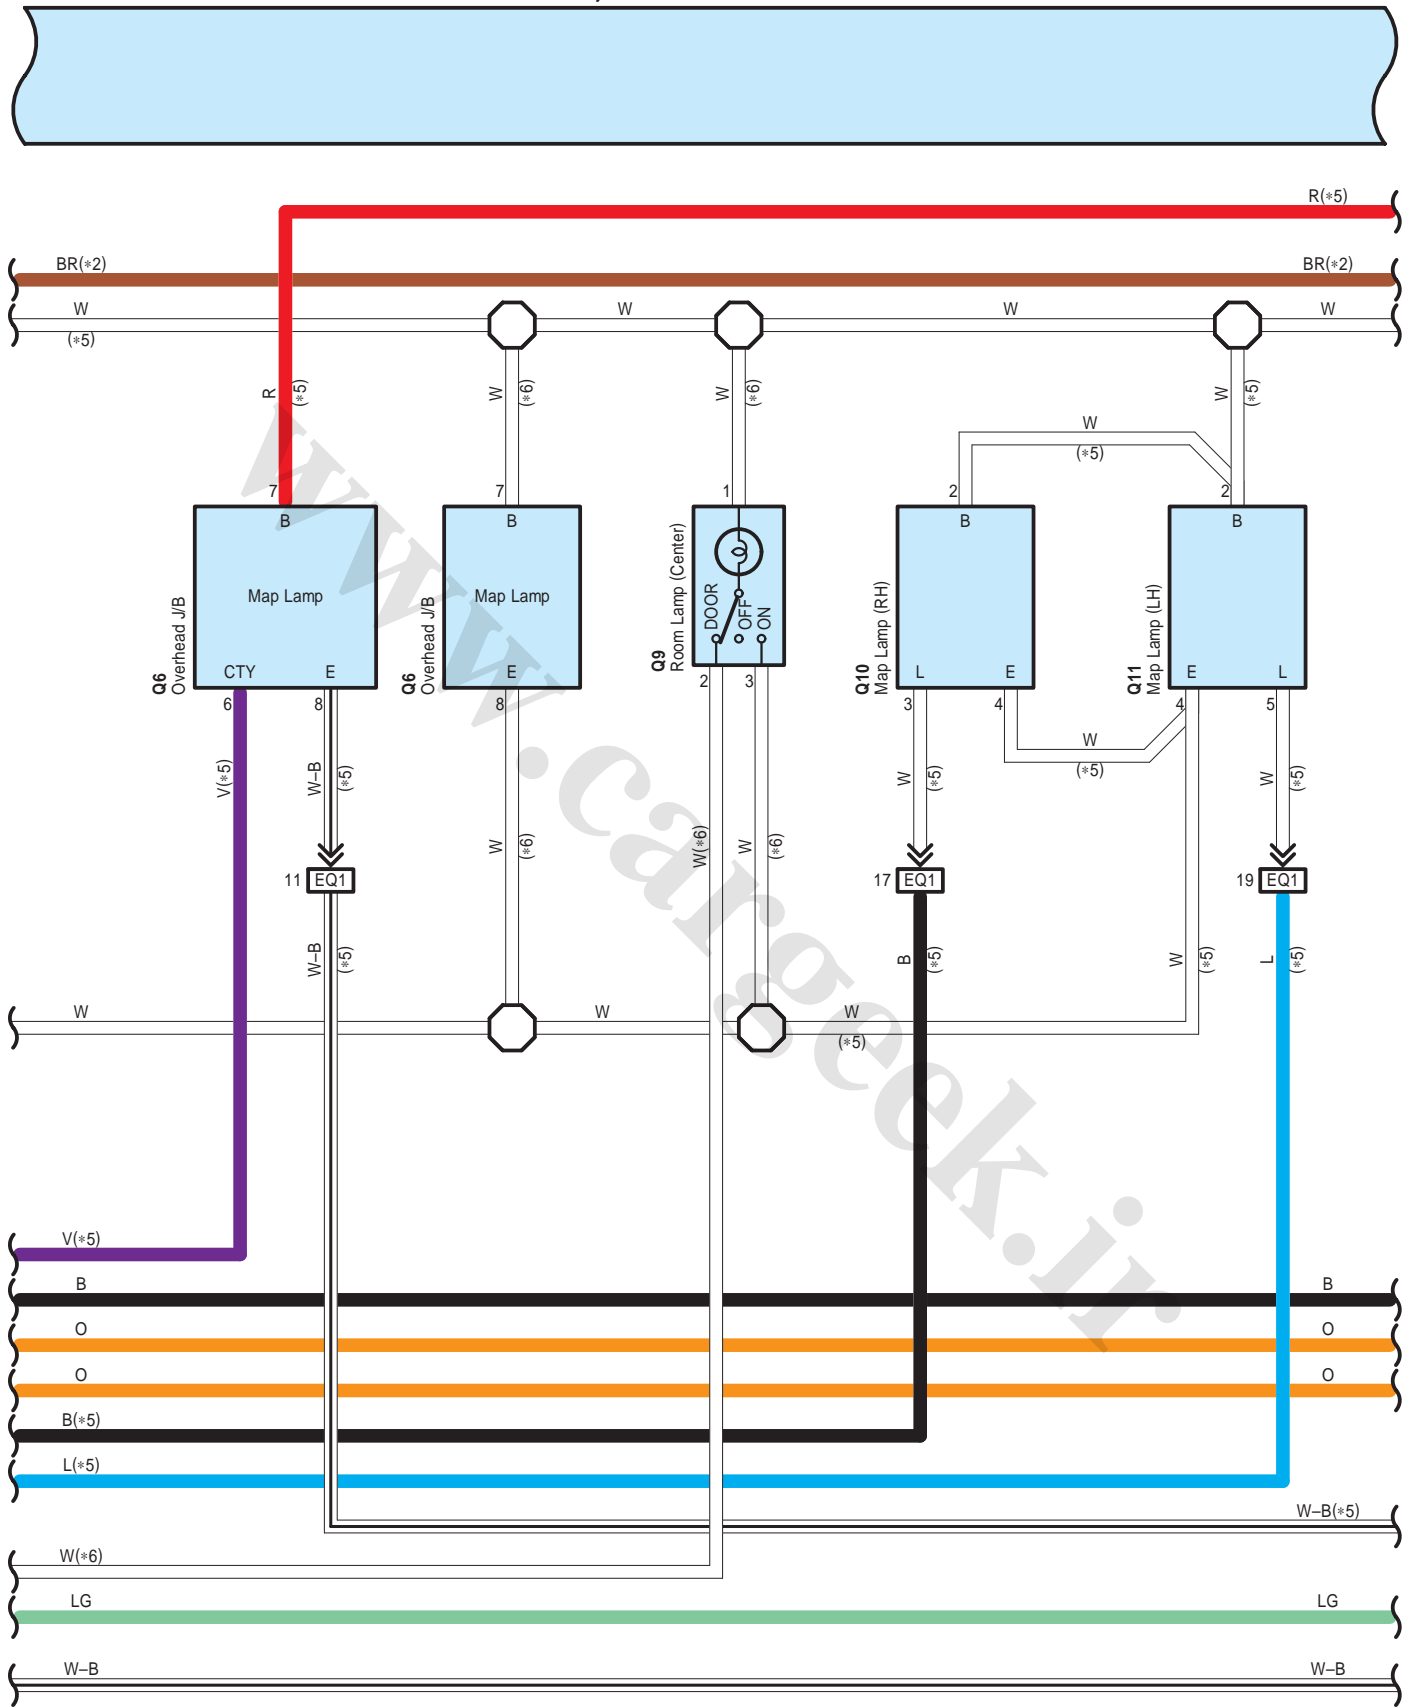 R(*5)
BR(*2)
BR(*2)
W
W
W
W
(*5)
R
(*5)
W
(*6)
W
(*6)
W
(*5)
W
(*5)
7
7
1
2
2
B
B
B
B
Map Lamp
Map Lamp
DOOR
OFF
ON
CTY
E
E
L
E
E
L
Q6
Overhead J/B
Q6
Overhead J/B
Q9
Room Lamp (Center)
Q10
Map Lamp (RH)
Q11
Map Lamp (LH)
6
8
8
2
3
3
4
4
5
W
(*5)
V(*5)
W–B
(*5)
W
(*6)
W(*6)
W
(*6)
W
(*5)
W
(*5)
11
EQ1
17
EQ1
19
EQ1
W–B
(*5)
B
(*5)
W
(*5)
L
(*5)
W
W
W
(*5)
V(*5)
B
B
O
O
O
O
B(*5)
L(*5)
W–B(*5)
W(*6)
LG
LG
W–B
W–B
www.cargeek.ir